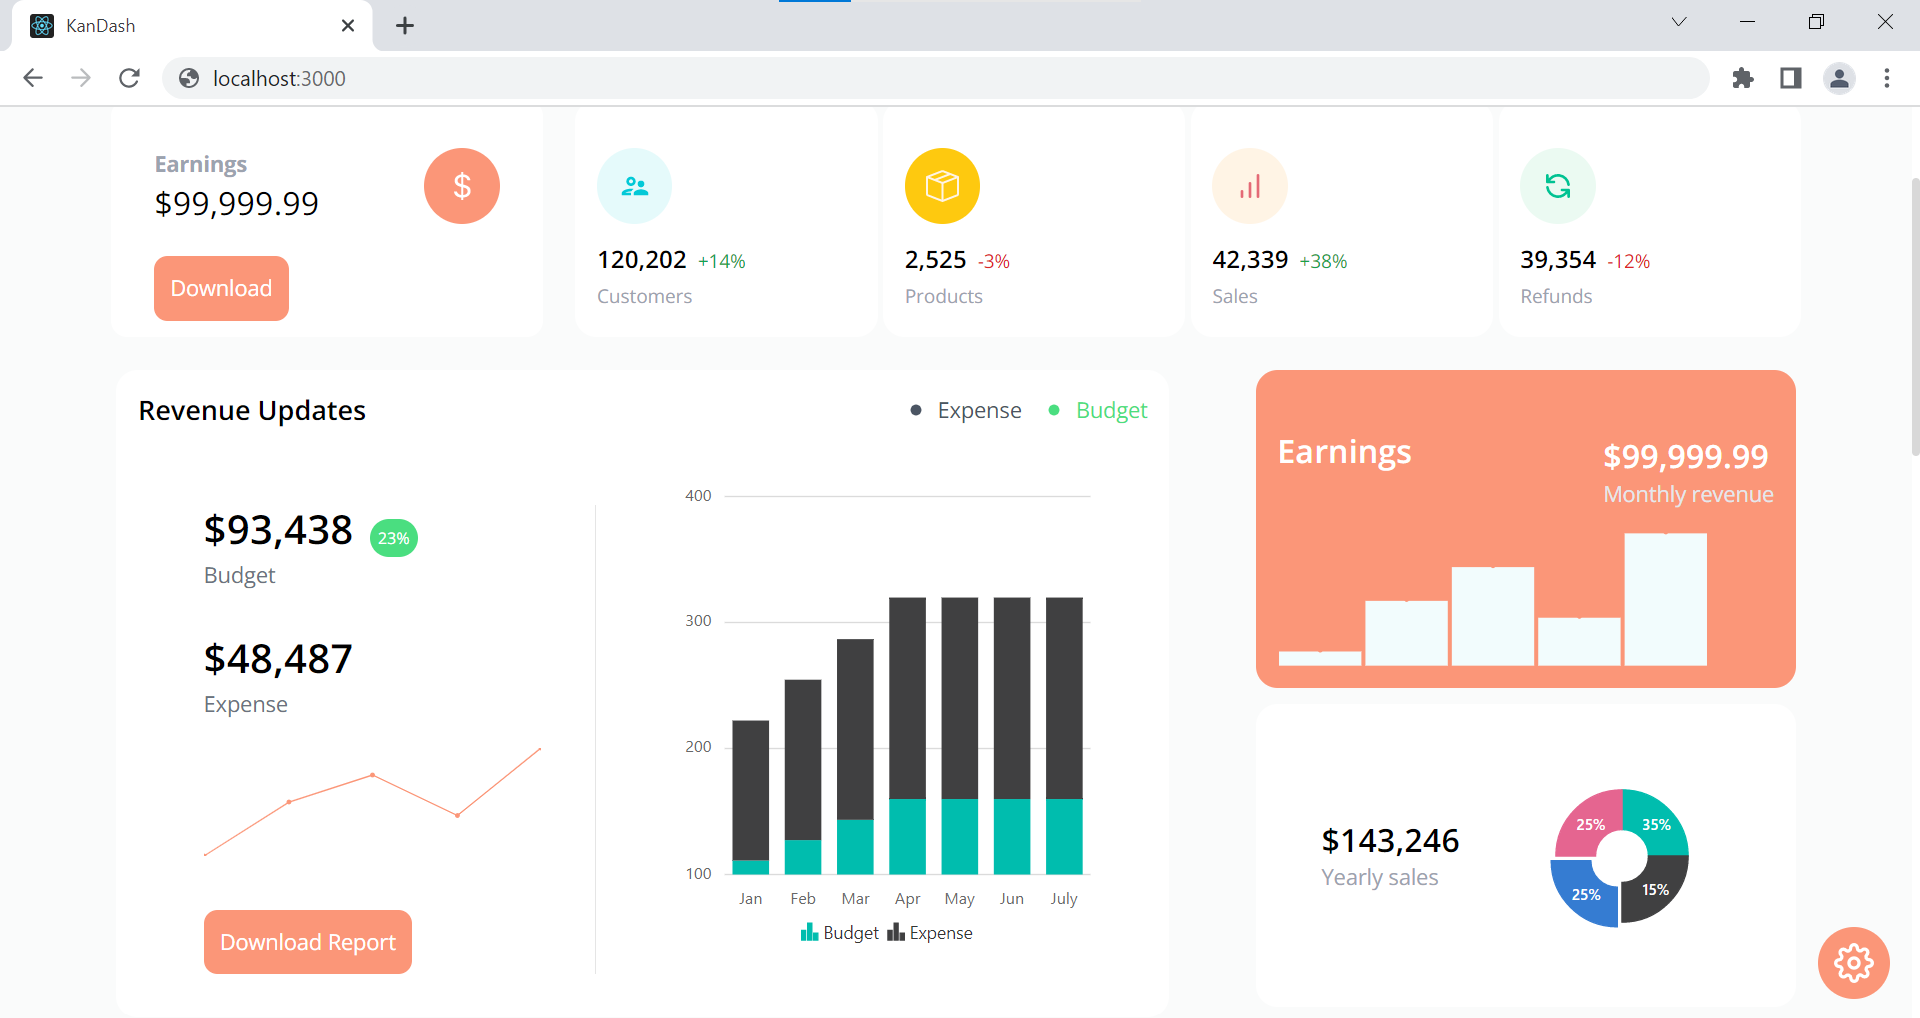 KanDash
localhost:3000
Earnings
$99,999.99
$
Download
120,202 +14%
Customers
2,525 -3%
Products
42,339 +38%
Sales
39,354 -12%
Refunds
Revenue Updates
Expense
Budget
$93,438 23%
Budget
$48,487
Expense
Download Report
400
300
200
100
Jan Feb Mar Apr May Jun July
Budget Expense
Earnings
$99,999.99
Monthly revenue
$143,246
Yearly sales
25% 35%
25% 15%